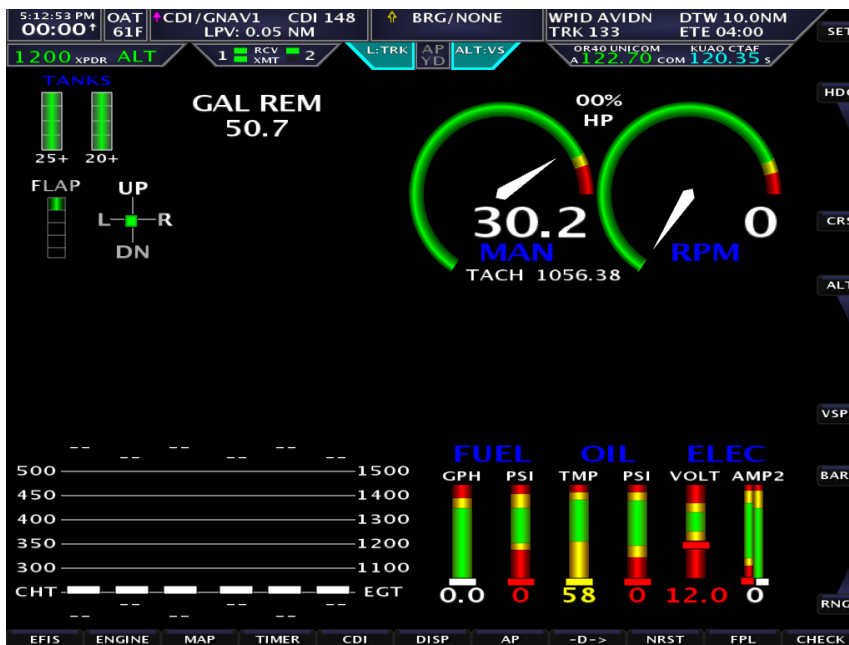 5:12:53 PM OAT CDI/GNAV1 CDI 148 BRG/NONE WPID AVIDN DTW 10.0NM
00:00↑ 61F LPV: 0.05 NM TRK 133 ETE 04:00
SET
1200 XPDR ALT 1 RCV XMT 2 L:TRK AP YD ALT:VS OR40 UNICOM KUAO CTAF
A 122.70 COM 120.35 S
TANKS
HDG
GAL REM
50.7
00%
HP
25+ 20+
FLAP UP
L R
DN
30.2 0
MAN RPM
CRS
TACH 1056.38
ALT
VSP
-- -- -- -- -- --
FUEL OIL ELEC
500 1500 GPH PSI TMP PSI VOLT AMP2 BAR
450 1400
400 1300
350 1200
300 1100
CHT EGT 0.0 0 58 0 12.0 0
-- -- -- -- -- --
RNG
EFIS ENGINE MAP TIMER CDI DISP AP -D-> NRST FPL CHECK